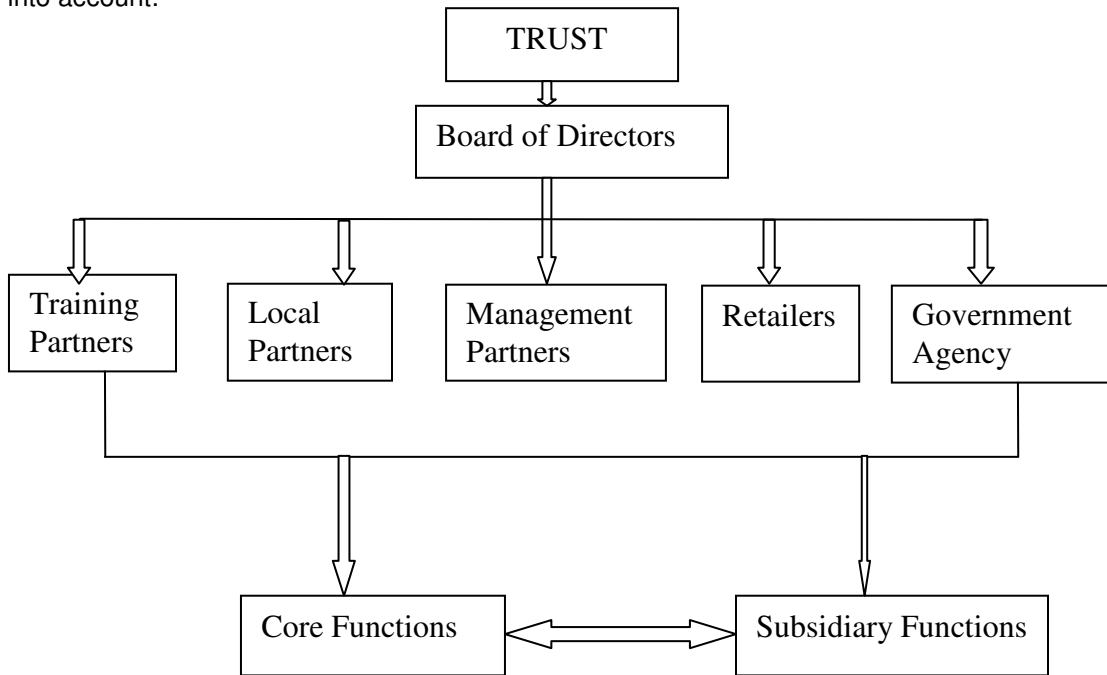 into account.
TRUST
Board of Directors
Training
Partners
Local
Partners
Management
Partners
Retailers
Government
Agency
Core Functions
Subsidiary Functions